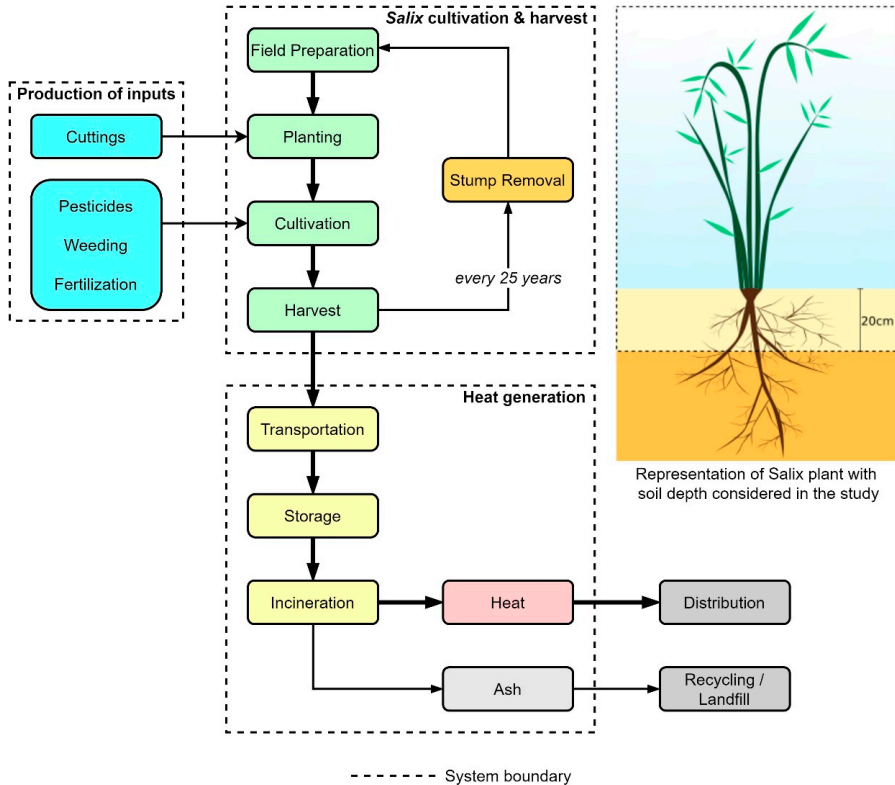 Salix cultivation & harvest
Field Preparation
Production of inputs
Cuttings
Planting
Stump Removal
Pesticides
Weeding
Fertilization
Cultivation
every 25 years
Harvest
20cm
Heat generation
Transportation
Representation of Salix plant with
soil depth considered in the study
Storage
Incineration
Heat
Distribution
Ash
Recycling /
Landfill
System boundary